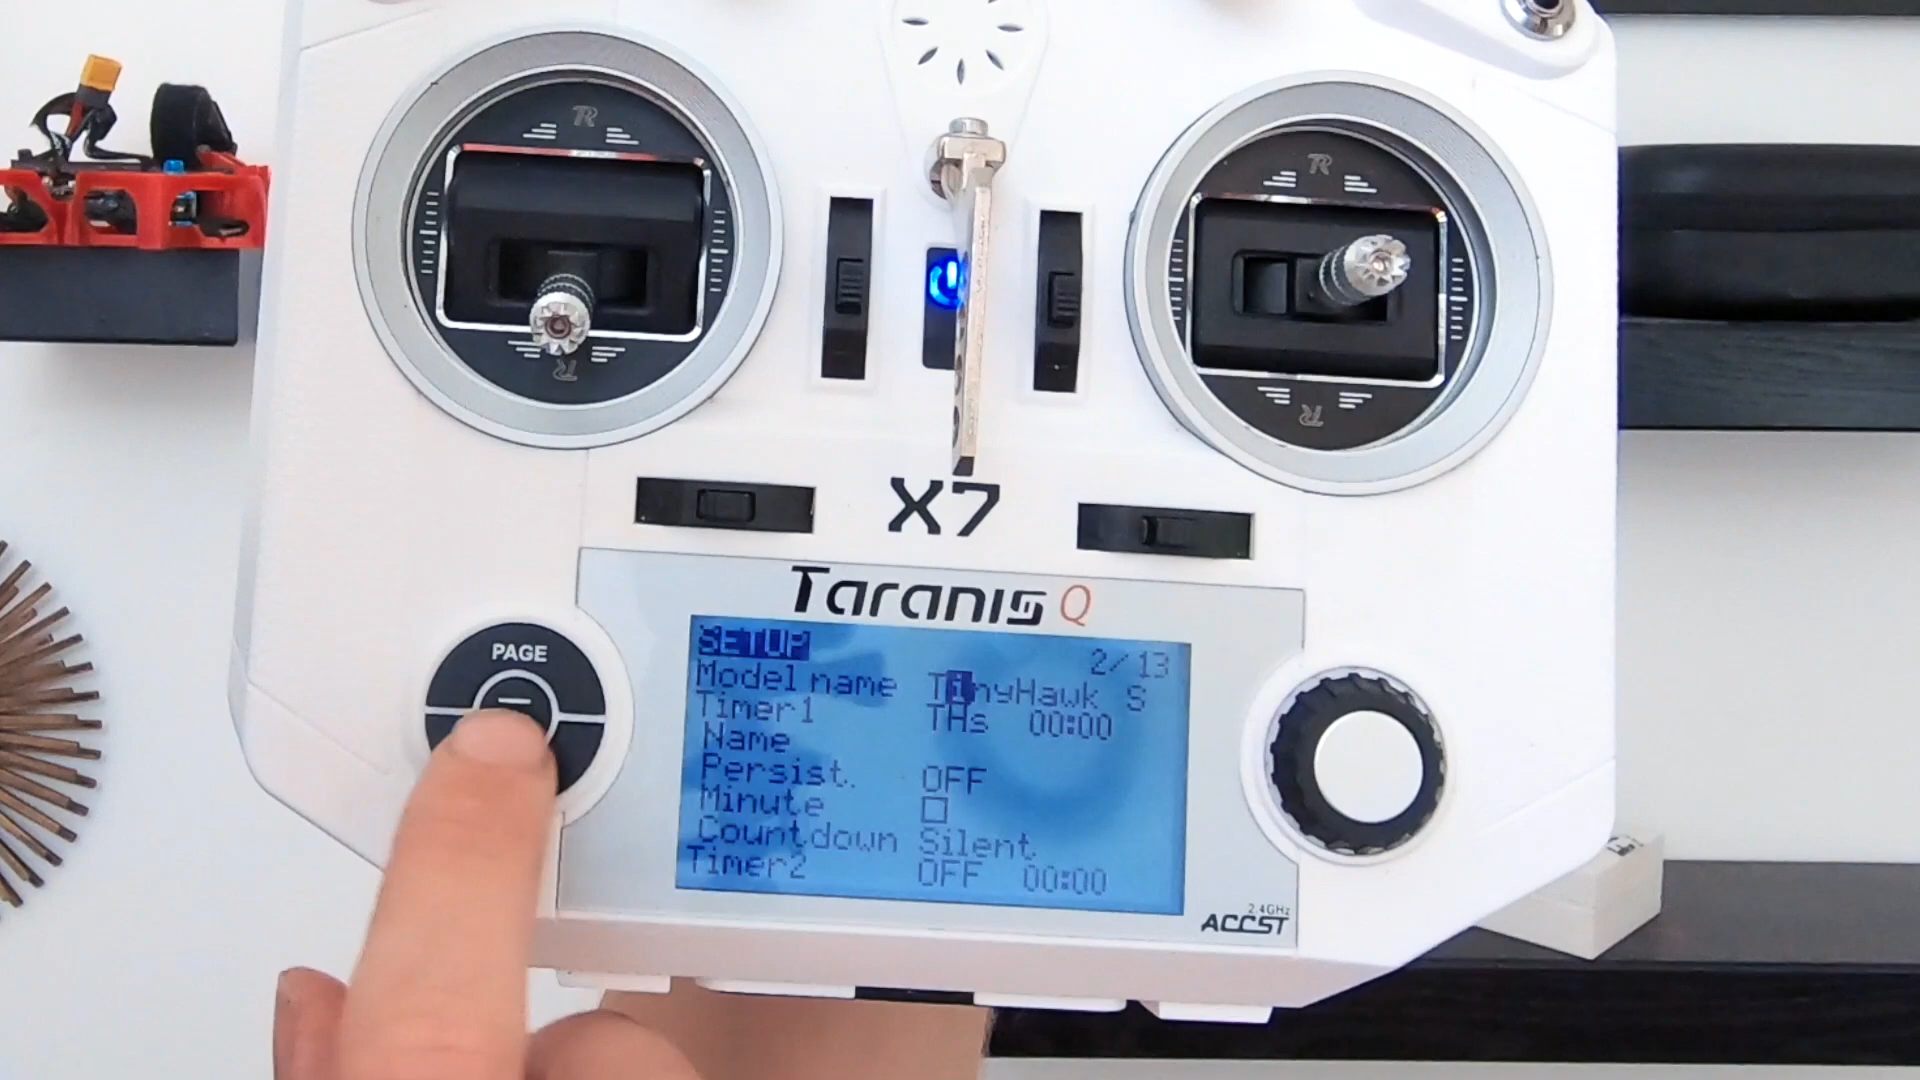 X7
Taranis Q
PAGE
SETUP 2/13
Model name TinyHawk S
Timer1 THs 00:00
Name
Persist. OFF
Minute
Countdown Silent
Timer2 OFF 00:00
2.4GHz
ACCST